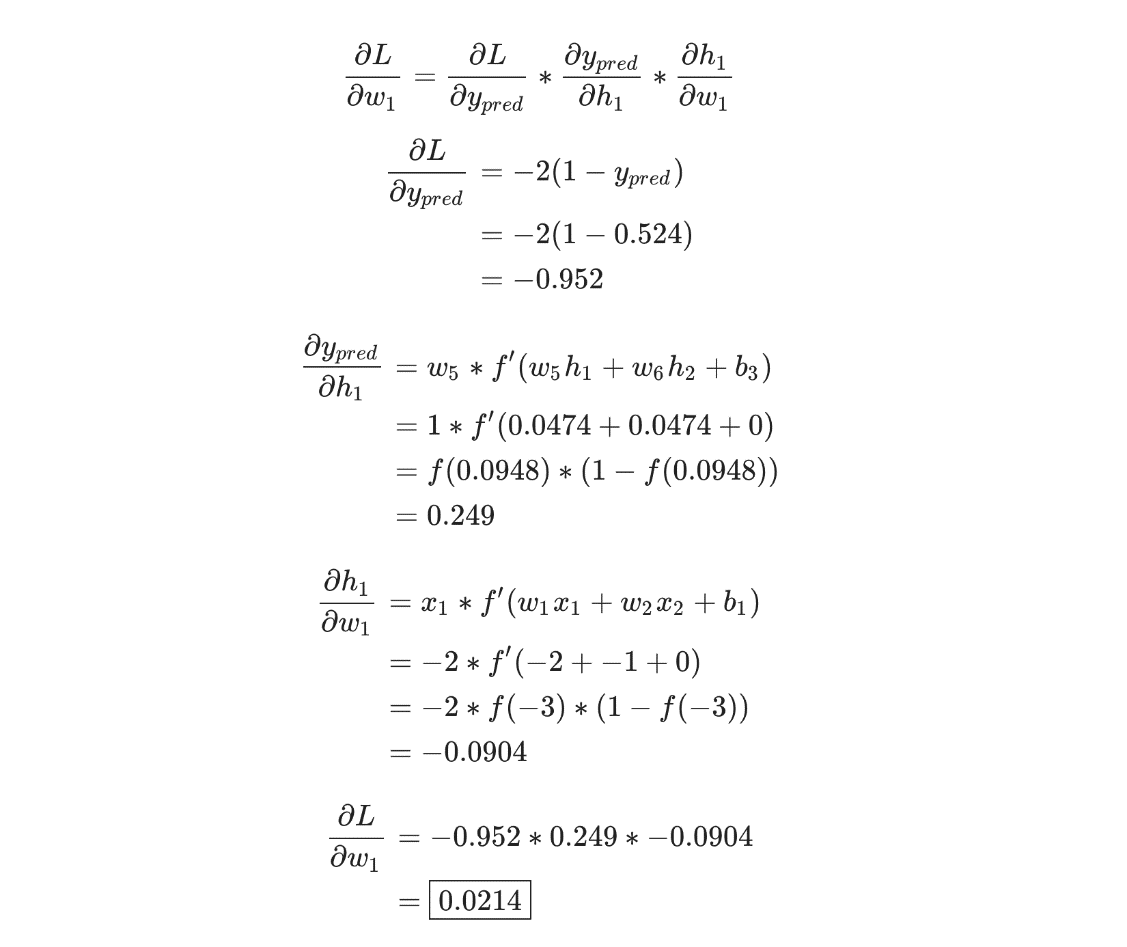 ∂L/∂w₁ = ∂L/∂y_pred * ∂y_pred/∂h₁ * ∂h₁/∂w₁
∂L/∂y_pred = −2(1 − y_pred)
= −2(1 − 0.524)
= −0.952
∂y_pred/∂h₁ = w₅ * f′(w₅h₁ + w₆h₂ + b₃)
= 1 * f′(0.0474 + 0.0474 + 0)
= f(0.0948) * (1 − f(0.0948))
= 0.249
∂h₁/∂w₁ = x₁ * f′(w₁x₁ + w₂x₂ + b₁)
= −2 * f′(−2 + −1 + 0)
= −2 * f(−3) * (1 − f(−3))
= −0.0904
∂L/∂w₁ = −0.952 * 0.249 * −0.0904
= 0.0214